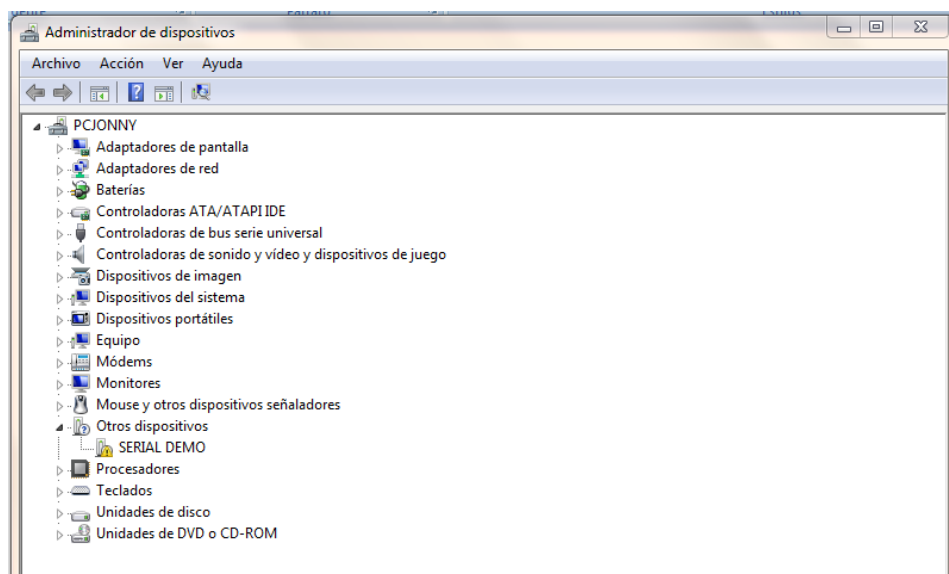 Administrador de dispositivos
Archivo Acción Ver Ayuda
PCJONNY
Adaptadores de pantalla
Adaptadores de red
Baterías
Controladoras ATA/ATAPI IDE
Controladoras de bus serie universal
Controladoras de sonido y vídeo y dispositivos de juego
Dispositivos de imagen
Dispositivos del sistema
Dispositivos portátiles
Equipo
Módems
Monitores
Mouse y otros dispositivos señaladores
Otros dispositivos
SERIAL DEMO
Procesadores
Teclados
Unidades de disco
Unidades de DVD o CD-ROM